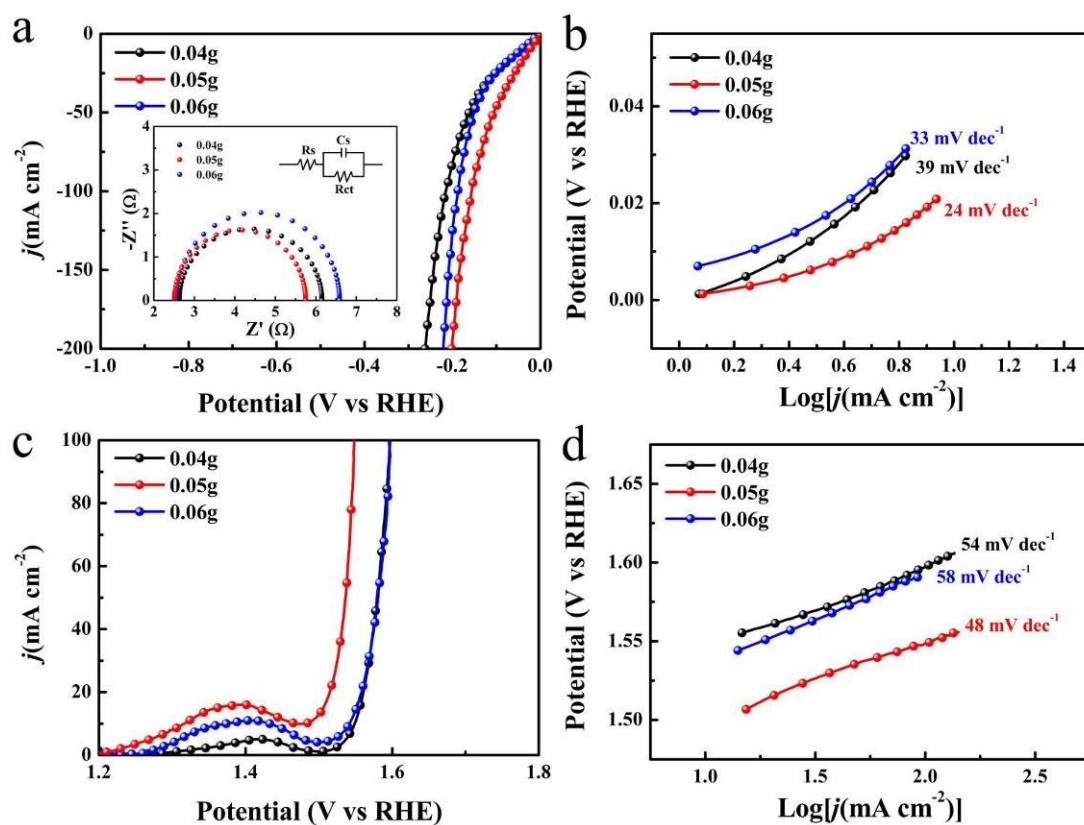 a
0.04g
0.05g
0.06g
0
-50
-100
-150
-200
j(mA cm⁻²)
-1.0 -0.8 -0.6 -0.4 -0.2 0.0
Potential (V vs RHE)
4
3
2
1
0
-Z'' (Ω)
0.04g
0.05g
0.06g
Rs
Cs
Rct
2 3 4 5 6 7 8
Z' (Ω)
b
0.04g
0.05g
0.06g
0.04
0.02
0.00
Potential (V vs RHE)
33 mV dec⁻¹
39 mV dec⁻¹
24 mV dec⁻¹
0.0 0.2 0.4 0.6 0.8 1.0 1.2 1.4
Log[j(mA cm⁻²)]
c
0.04g
0.05g
0.06g
100
80
60
40
20
0
j(mA cm⁻²)
1.2 1.4 1.6 1.8
Potential (V vs RHE)
d
0.04g
0.05g
0.06g
1.65
1.60
1.55
1.50
Potential (V vs RHE)
54 mV dec⁻¹
58 mV dec⁻¹
48 mV dec⁻¹
1.0 1.5 2.0 2.5
Log[j(mA cm⁻²)]